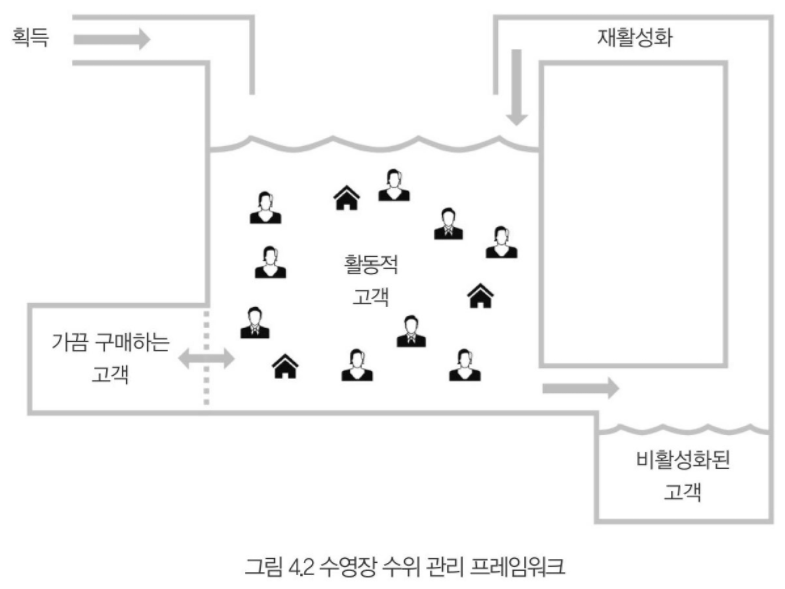 획득
재활성화
활동적
고객
가끔 구매하는
고객
비활성화된
고객
그림 4.2 수영장 수위 관리 프레임워크